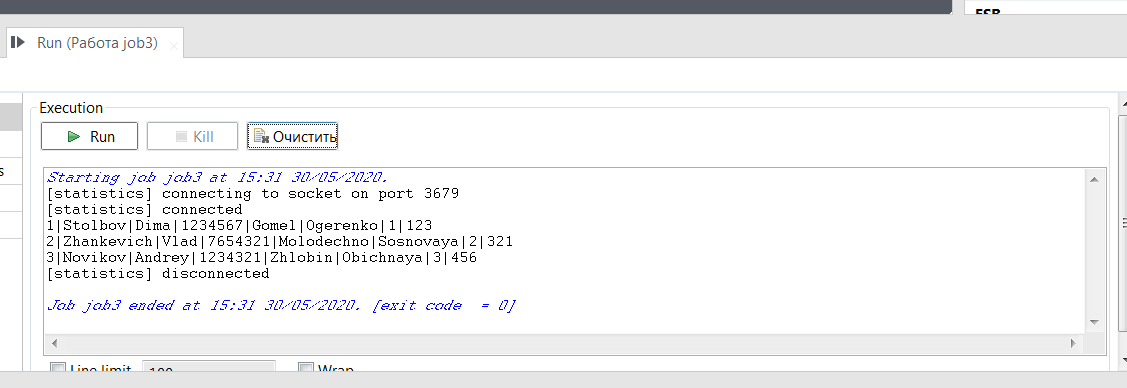 ESB
Run (Работа job3)
Execution
Run
Kill
Очистить
s
Starting job job3 at 15:31 30/05/2020.
[statistics] connecting to socket on port 3679
[statistics] connected
1|Stolbov|Dima|1234567|Gomel|Ogerenko|1|123
2|Zhankevich|Vlad|7654321|Molodechno|Sosnovaya|2|321
3|Novikov|Andrey|1234321|Zhlobin|Obichnaya|3|456
[statistics] disconnected
Job job3 ended at 15:31 30/05/2020. [exit code  = 0]
Line limit
100
Wrap